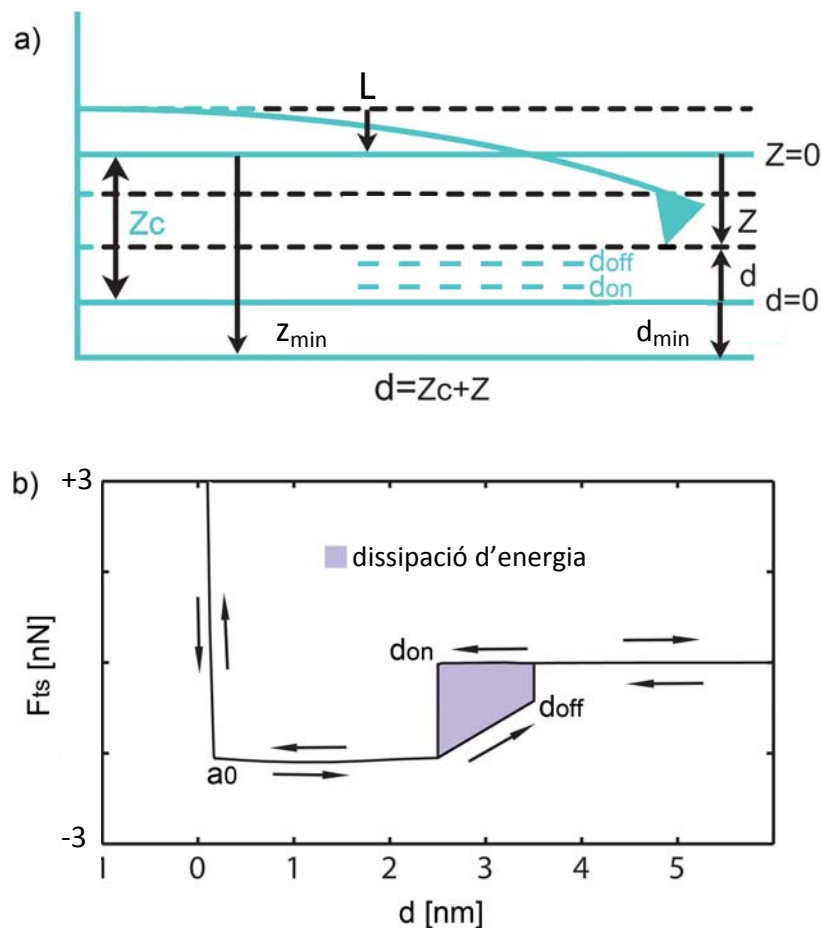 a)
L
Z=0
Zc
Z
doff
don
d
d=0
zmin
dmin
d=Zc+Z
b)
+3
dissipació d'energia
don
doff
a0
Fts [nN]
-3
1 0 1 2 3 4 5
d [nm]